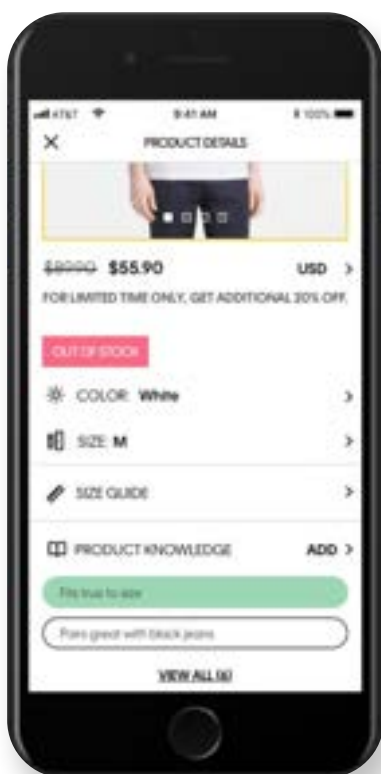 AT&T 9:41 AM 100%
PRODUCT DETAILS
$89.90 $55.90 USD
FOR LIMITED TIME ONLY, GET ADDITIONAL 20% OFF.
OUT OF STOCK
COLOR: White
SIZE: M
SIZE GUIDE
PRODUCT KNOWLEDGE ADD
Fits true to size
Pairs great with black jeans
VIEW ALL